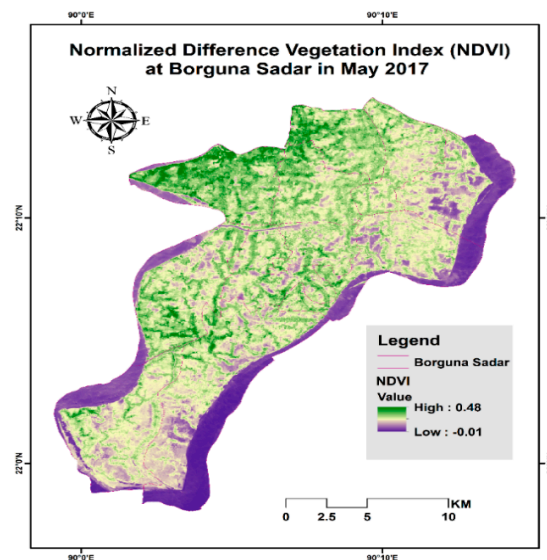 90°0'E 90°10'E
Normalized Difference Vegetation Index (NDVI)
at Borguna Sadar in May 2017
N
W E
S
22°10'N
Legend
Borguna Sadar
NDVI
Value
High : 0.48
Low : -0.01
22°0'N
KM
0 2.5 5 10
90°0'E 90°10'E